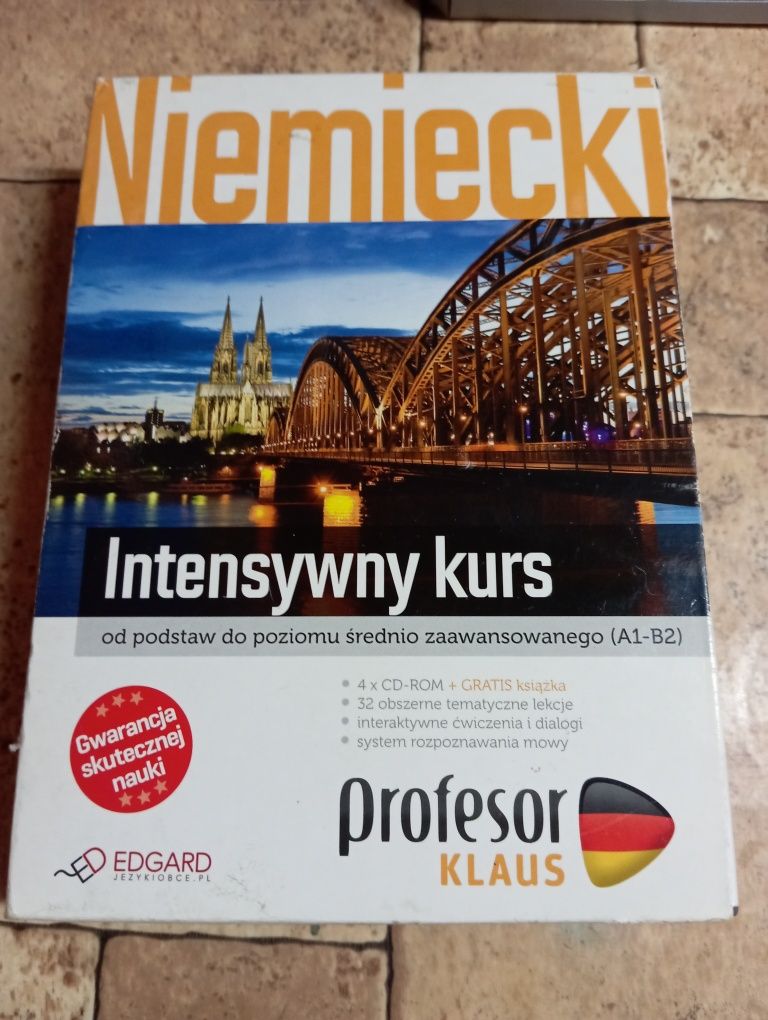 Niemiecki
Intensywny kurs
od podstaw do poziomu średnio zaawansowanego (A1-B2)
• 4 x CD-ROM + GRATIS książka
• 32 obszerne tematyczne lekcje
• interaktywne ćwiczenia i dialogi
• system rozpoznawania mowy
Gwarancja
skutecznej
nauki
profesor
KLAUS
ED EDGARD
JEZYKIOBCE.PL